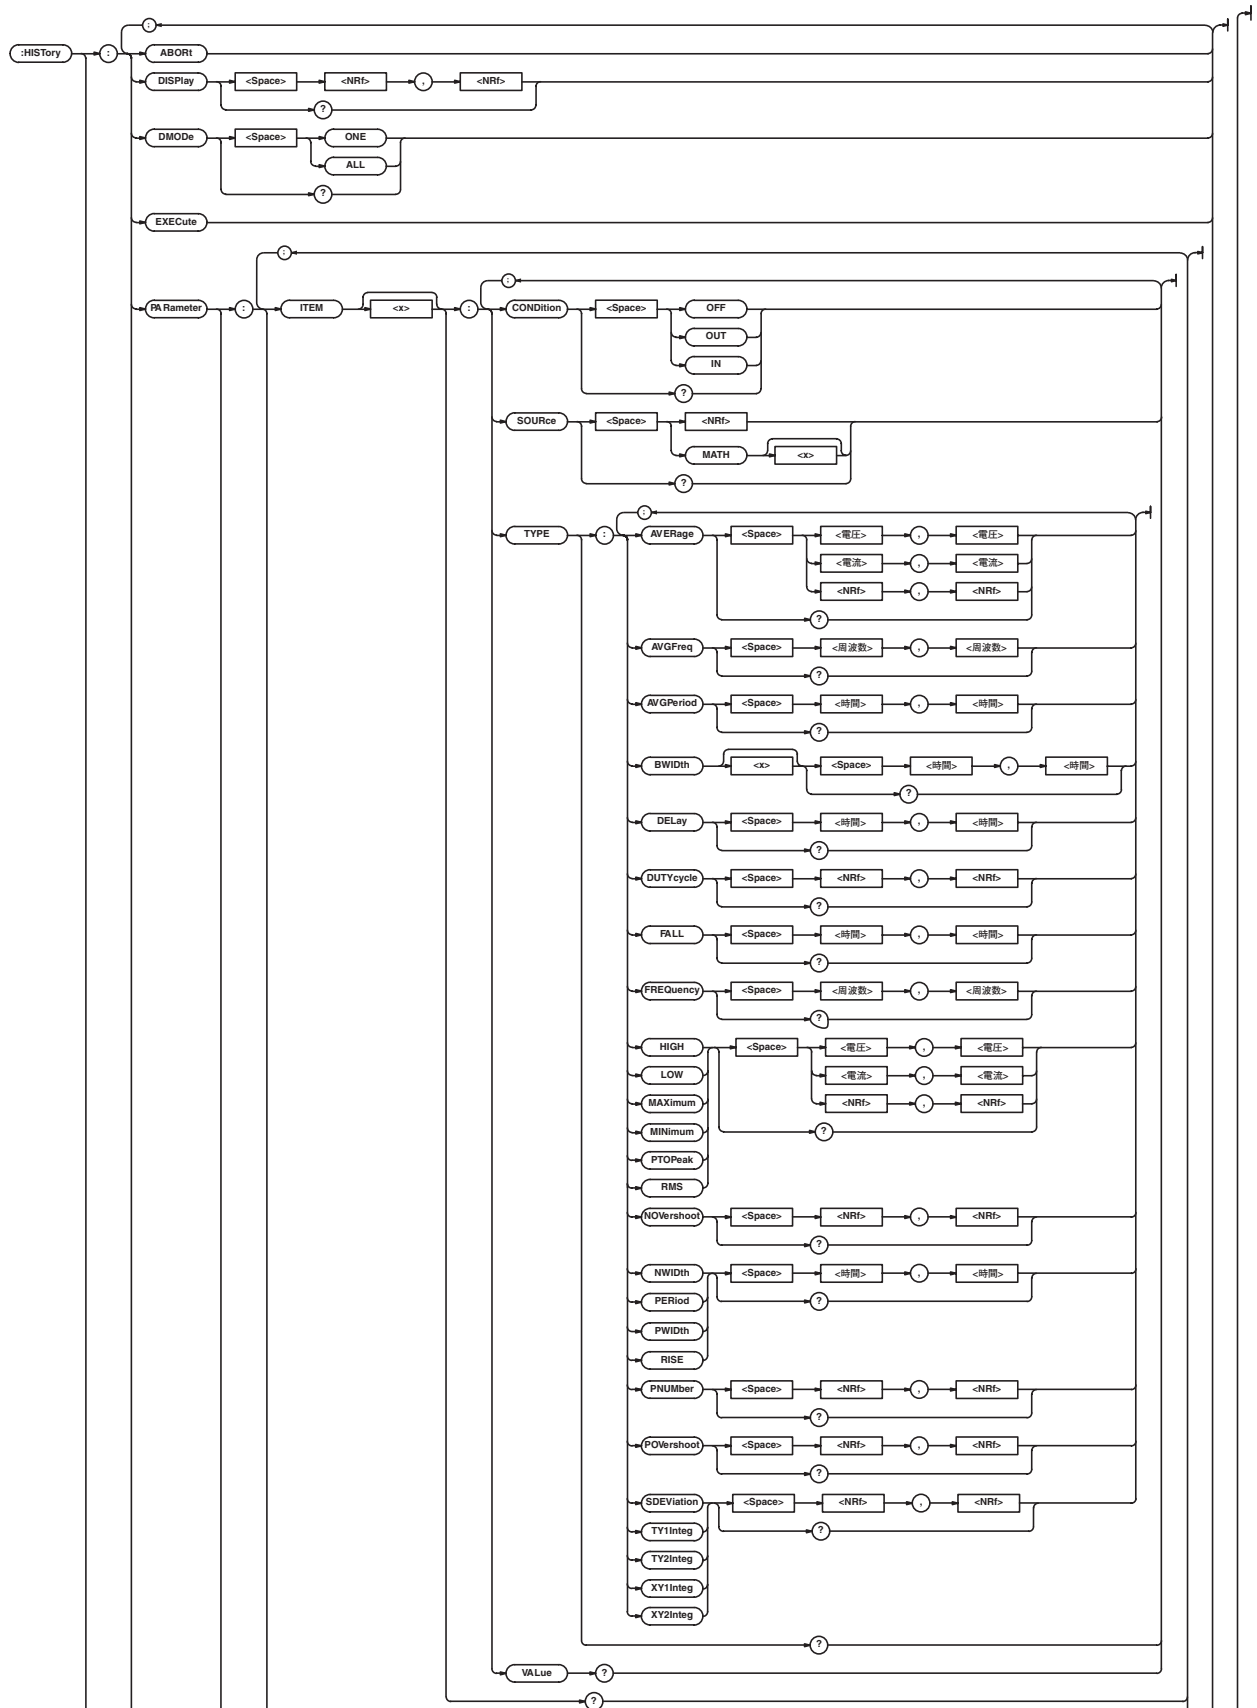 ;
:HISTory : ABORt
DISPlay <Space> <NRf> , <NRf>
?
DMODe <Space> ONE
ALL
?
EXECute
;
;
PARameter : ITEM <x> : CONDition <Space> OFF
OUT
IN
?
SOURce <Space> <NRf>
MATH <x>
?
;
TYPE : AVERage <Space> <電圧> , <電圧>
<電流> , <電流>
<NRf> , <NRf>
?
AVGFreq <Space> <周波数> , <周波数>
?
AVGPeriod <Space> <時間> , <時間>
?
BWIDth <x> <Space> <時間> , <時間>
?
DELay <Space> <時間> , <時間>
?
DUTYcycle <Space> <NRf> , <NRf>
?
FALL <Space> <時間> , <時間>
?
FREQuency <Space> <周波数> , <周波数>
?
HIGH <Space> <電圧> , <電圧>
LOW <電流> , <電流>
MAXimum <NRf> , <NRf>
MINimum ?
PTOPeak
RMS
NOVershoot <Space> <NRf> , <NRf>
?
NWIDth <Space> <時間> , <時間>
PERiod ?
PWIDth
RISE
PNUMber <Space> <NRf> , <NRf>
?
POVershoot <Space> <NRf> , <NRf>
?
SDEViation <Space> <NRf> , <NRf>
TY1Integ ?
TY2Integ
XY1Integ
XY2Integ
?
VALue ?
?